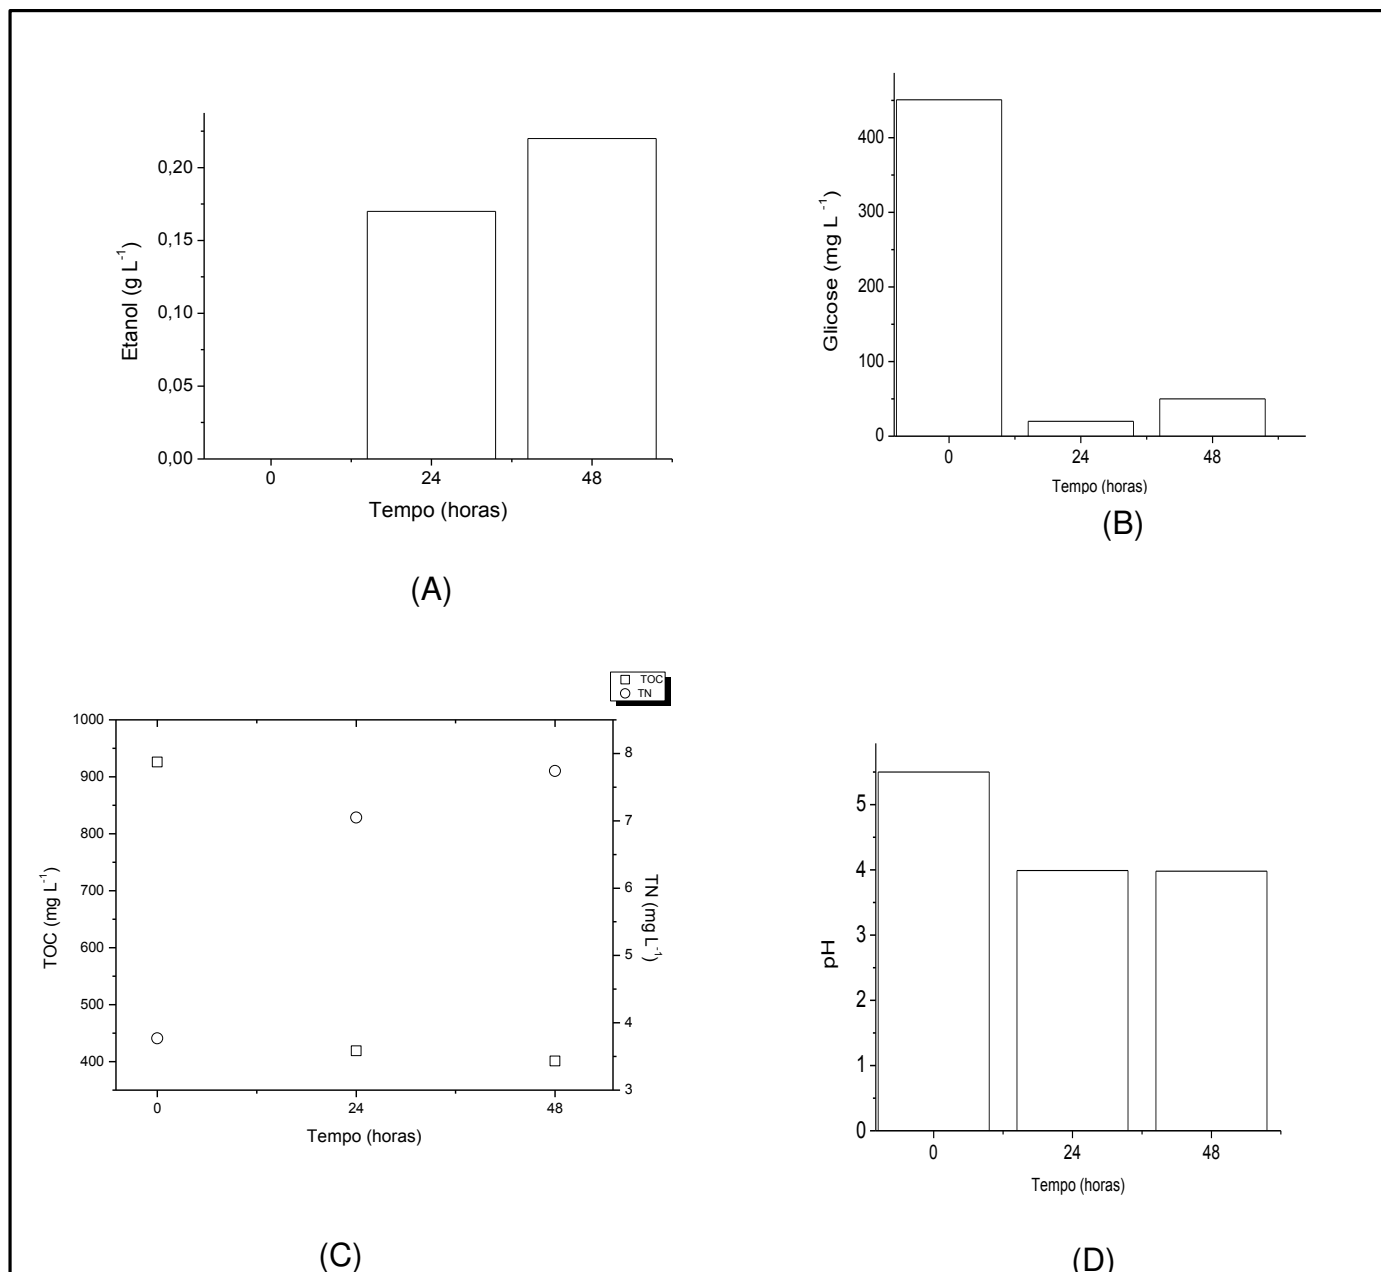 0,20
0,15
0,10
0,05
0,00
Etanol (g L⁻¹)
0 24 48
Tempo (horas)
(A)
400
300
200
100
0
Glicose (mg L⁻¹)
0 24 48
Tempo (horas)
(B)
TOC
TN
1000
900
800
700
600
500
400
TOC (mg L⁻¹)
8
7
6
5
4
3
TN (mg L⁻¹)
0 24 48
Tempo (horas)
(C)
5
4
3
2
1
0
pH
0 24 48
Tempo (horas)
(D)